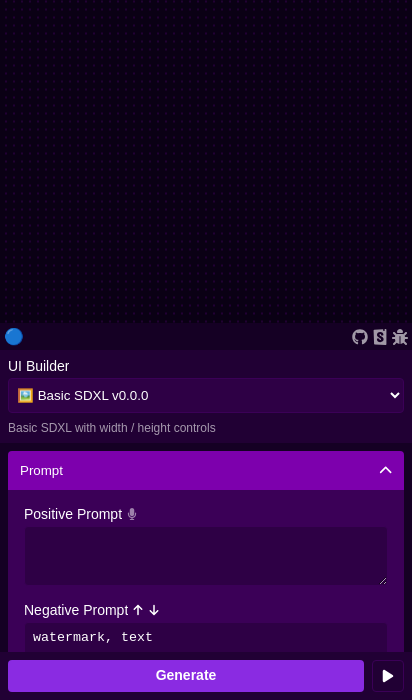 UI Builder
🖼️ Basic SDXL v0.0.0
Basic SDXL with width / height controls
Prompt
Positive Prompt
Negative Prompt
watermark, text
Generate